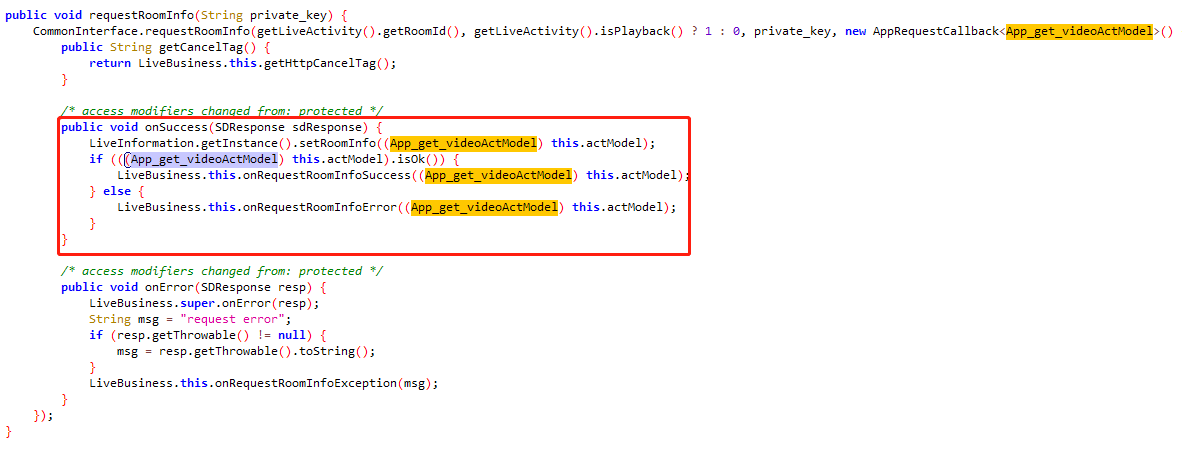 public void requestRoomInfo(String private_key) {
CommonInterface.requestRoomInfo(getLiveActivity().getRoomId(), getLiveActivity().isPlayback() ? 1 : 0, private_key, new AppRequestCallback<App_get_videoActModel>()
public String getCancelTag() {
return LiveBusiness.this.getHttpCancelTag();
}
/* access modifiers changed from: protected */
public void onSuccess(SDResponse sdResponse) {
LiveInformation.getInstance().setRoomInfo((App_get_videoActModel) this.actModel);
if (((App_get_videoActModel) this.actModel).isOk()) {
LiveBusiness.this.onRequestRoomInfoSuccess((App_get_videoActModel) this.actModel);
} else {
LiveBusiness.this.onRequestRoomInfoError((App_get_videoActModel) this.actModel);
}
}
/* access modifiers changed from: protected */
public void onError(SDResponse resp) {
LiveBusiness.super.onError(resp);
String msg = "request error";
if (resp.getThrowable() != null) {
msg = resp.getThrowable().toString();
}
LiveBusiness.this.onRequestRoomInfoException(msg);
}
});
}